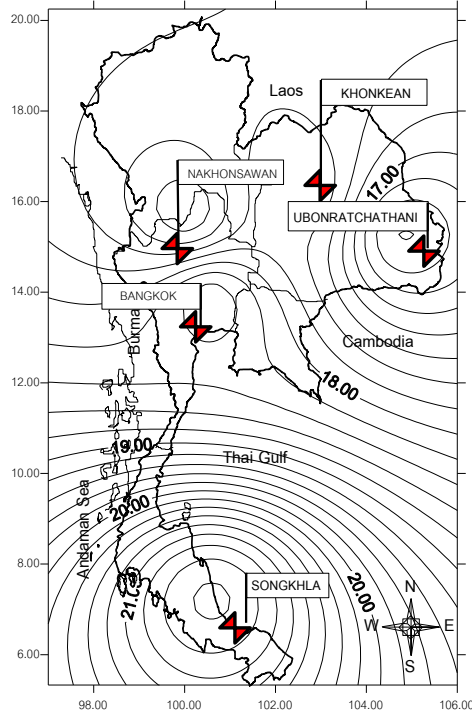 20.00
18.00
16.00
14.00
12.00
10.00
8.00
6.00
98.00
100.00
102.00
104.00
106.00
Laos
KHONKEAN
NAKHONSAWAN
17.00
UBONRATCHATHANI
BANGKOK
Burma
Cambodia
18.00
19.00
Thai Gulf
20.00
Andaman Sea
21.00
SONGKHLA
20.00
N
W
E
S